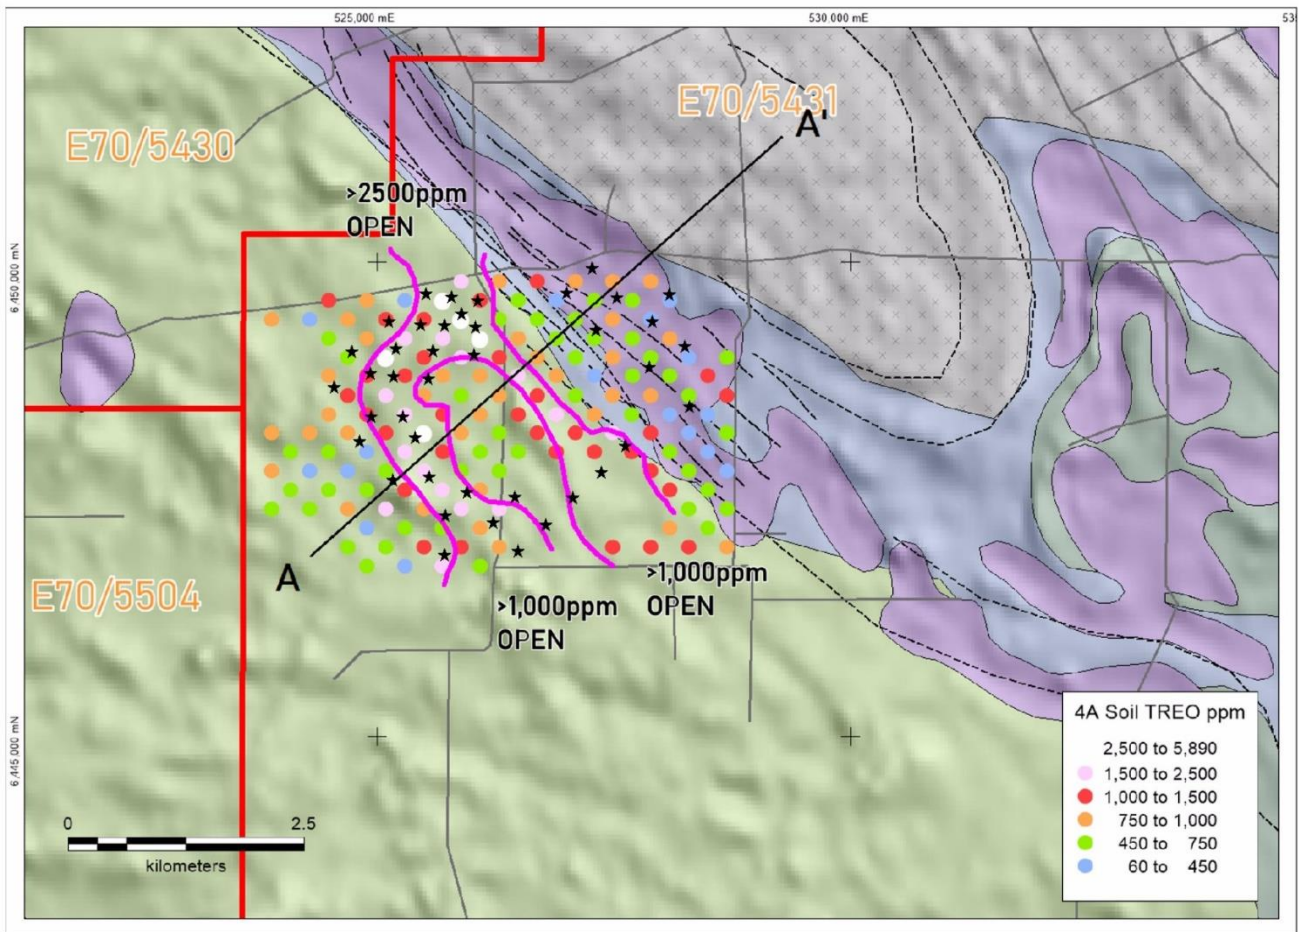 525,000 mE
530,000 mE
53
E70/5431
A'
E70/5430
>2500ppm
OPEN
6,450,000 mN
A
E70/5504
>1,000ppm
OPEN
>1,000ppm
OPEN
6,445,000 mN
4A Soil TREO ppm
2,500 to 5,890
1,500 to 2,500
1,000 to 1,500
750 to 1,000
450 to 750
60 to 450
0
2.5
kilometers